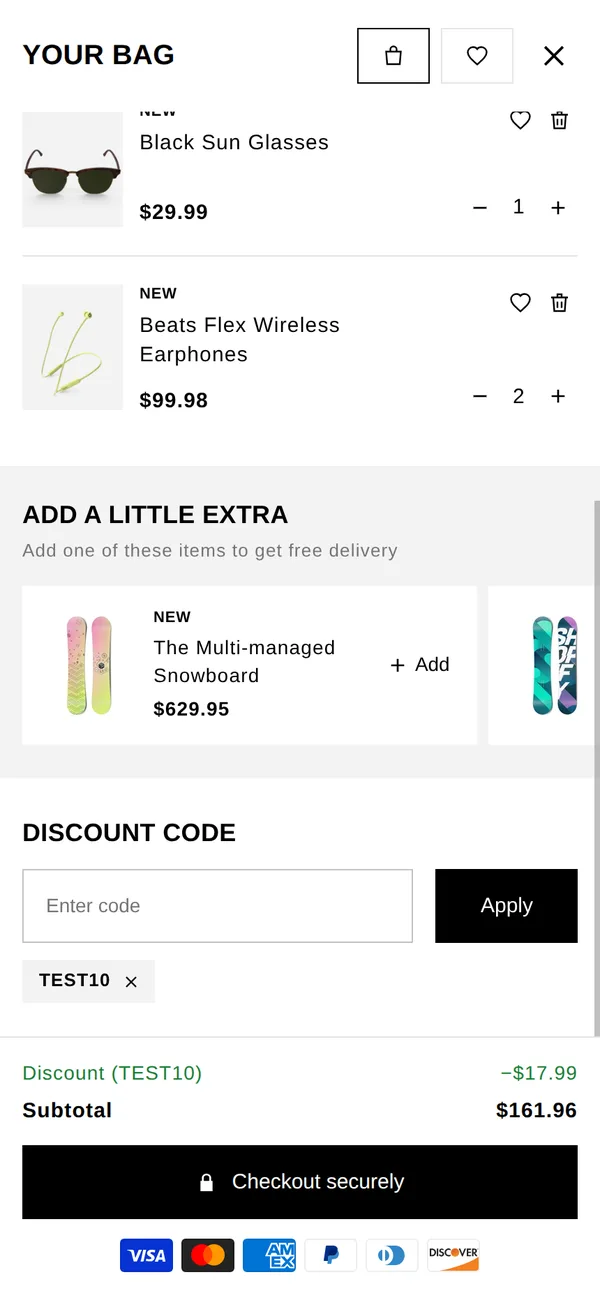 YOUR BAG
NEW
Black Sun Glasses
$29.99
− 1 +
NEW
Beats Flex Wireless
Earphones
$99.98
− 2 +
ADD A LITTLE EXTRA
Add one of these items to get free delivery
NEW
The Multi-managed
Snowboard
+ Add
$629.95
DISCOUNT CODE
Enter code
Apply
TEST10 ×
Discount (TEST10) −$17.99
Subtotal $161.96
Checkout securely
VISA AMEX DISCOVER